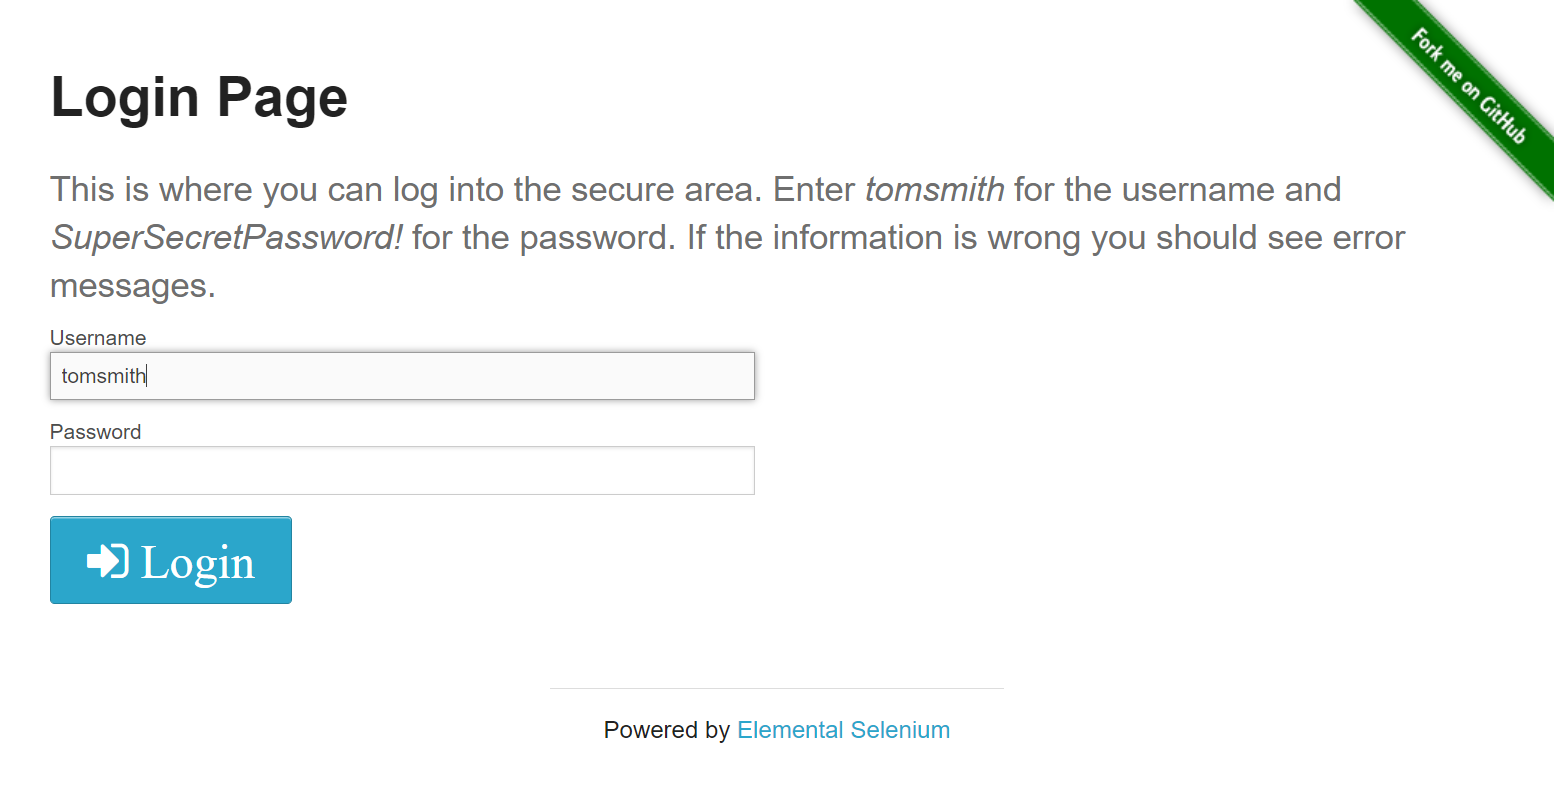 Fork me on GitHub
Login Page
This is where you can log into the secure area. Enter tomsmith for the username and
SuperSecretPassword! for the password. If the information is wrong you should see error
messages.
Username
tomsmith
Password
Login
Powered by Elemental Selenium